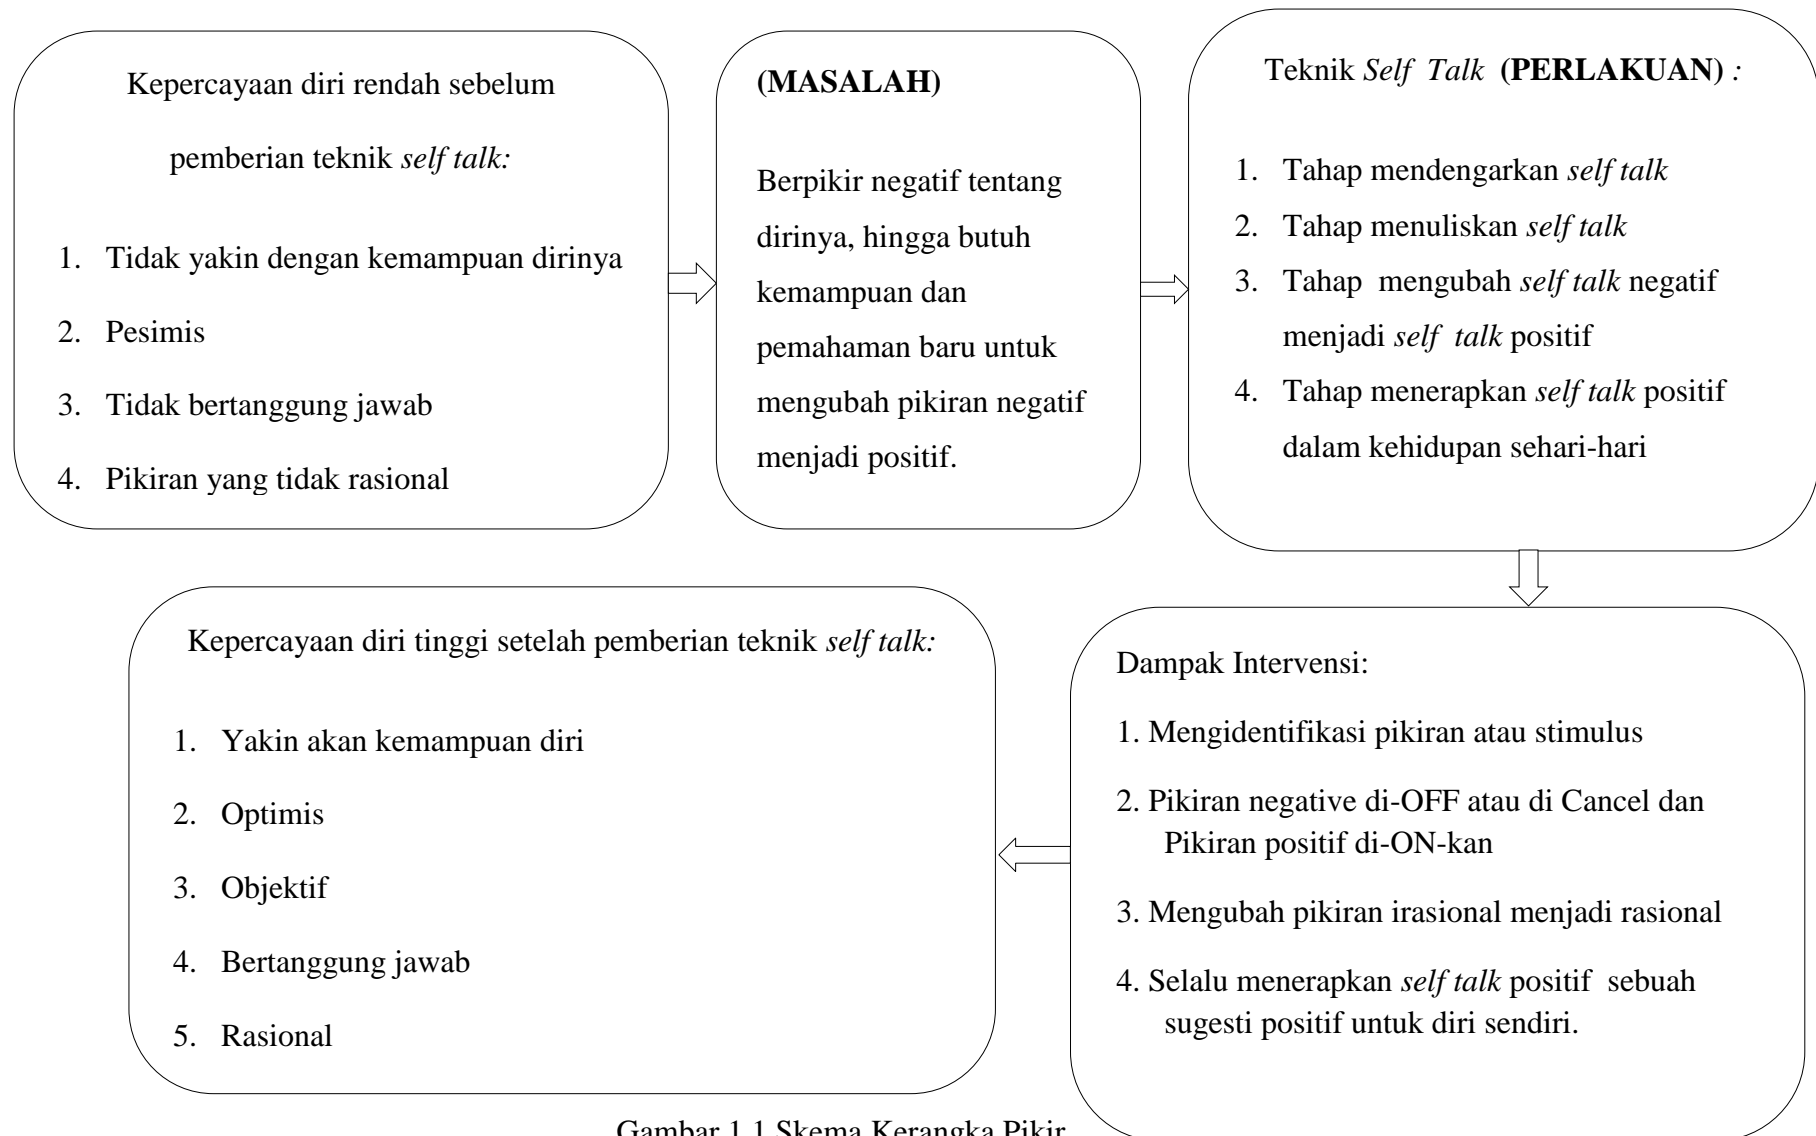 Kepercayaan diri rendah sebelum
pemberian teknik self talk:
1. Tidak yakin dengan kemampuan dirinya
2. Pesimis
3. Tidak bertanggung jawab
4. Pikiran yang tidak rasional
(MASALAH)
Berpikir negatif tentang
dirinya, hingga butuh
kemampuan dan
pemahaman baru untuk
mengubah pikiran negatif
menjadi positif.
Teknik Self Talk (PERLAKUAN) :
1. Tahap mendengarkan self talk
2. Tahap menuliskan self talk
3. Tahap mengubah self talk negatif
menjadi self talk positif
4. Tahap menerapkan self talk positif
dalam kehidupan sehari-hari
Dampak Intervensi:
1. Mengidentifikasi pikiran atau stimulus
2. Pikiran negative di-OFF atau di Cancel dan
Pikiran positif di-ON-kan
3. Mengubah pikiran irasional menjadi rasional
4. Selalu menerapkan self talk positif sebuah
sugesti positif untuk diri sendiri.
Kepercayaan diri tinggi setelah pemberian teknik self talk:
1. Yakin akan kemampuan diri
2. Optimis
3. Objektif
4. Bertanggung jawab
5. Rasional
Gambar 1.1 Skema Kerangka Pikir